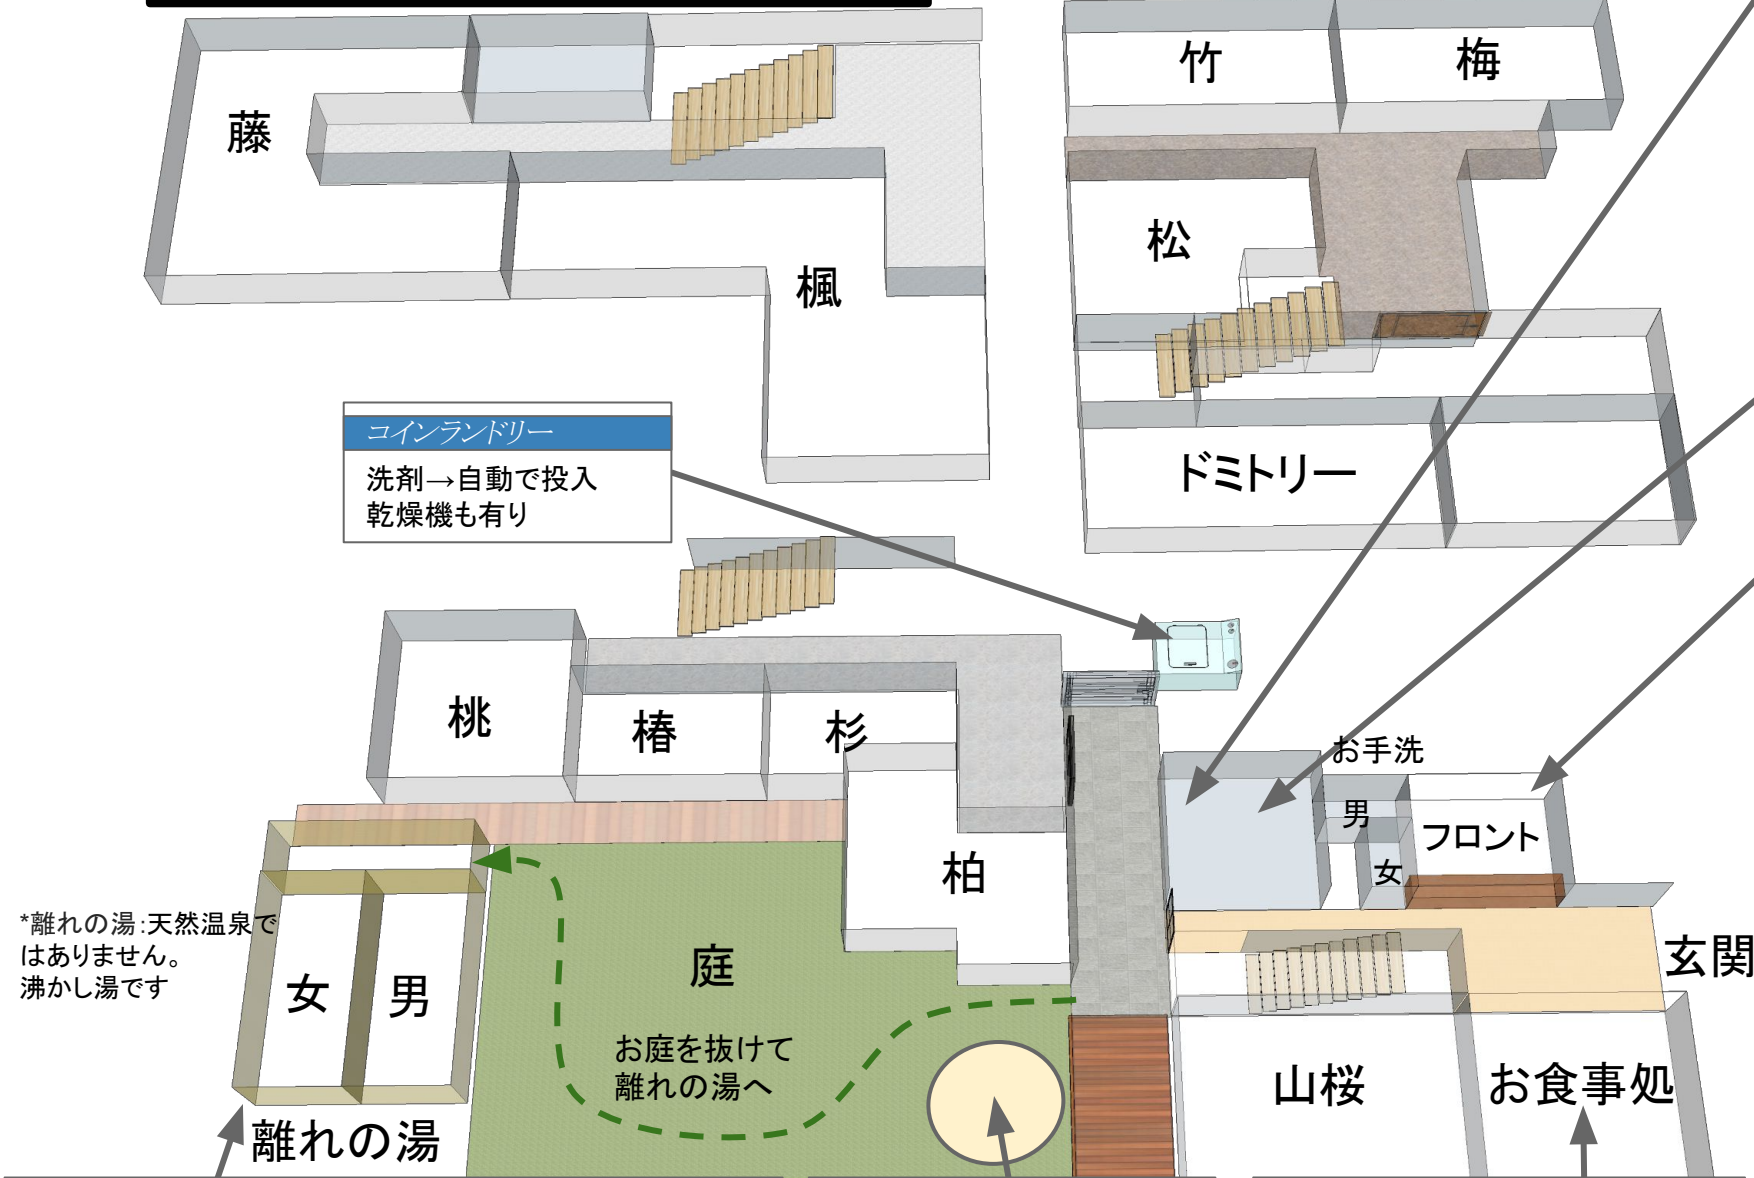 藤
竹
梅
松
楓
コインランドリー
洗剤→自動で投入
乾燥機も有り
ドミトリー
桃
椿
杉
お手洗
男
女
フロント
柏
玄関
*離れの湯:天然温泉で
はありません。
沸かし湯です
女
男
庭
お庭を抜けて
離れの湯へ
山桜
お食事処
離れの湯